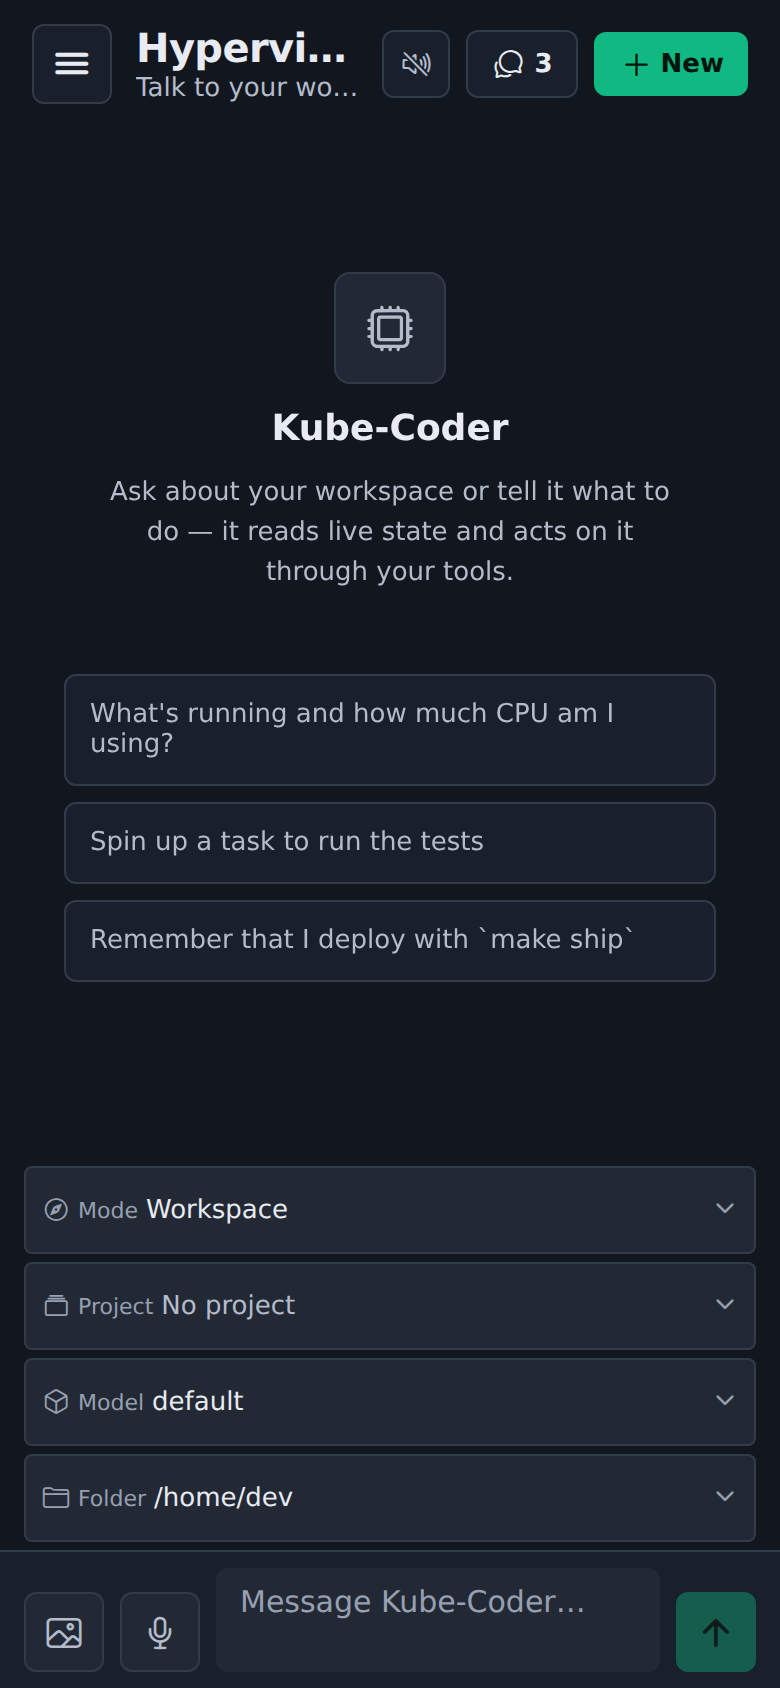 Hypervi...
Talk to your wo...
3
New
Kube-Coder
Ask about your workspace or tell it what to
do — it reads live state and acts on it
through your tools.
What's running and how much CPU am I
using?
Spin up a task to run the tests
Remember that I deploy with `make ship`
Mode Workspace
Project No project
Model default
Folder /home/dev
Message Kube-Coder...